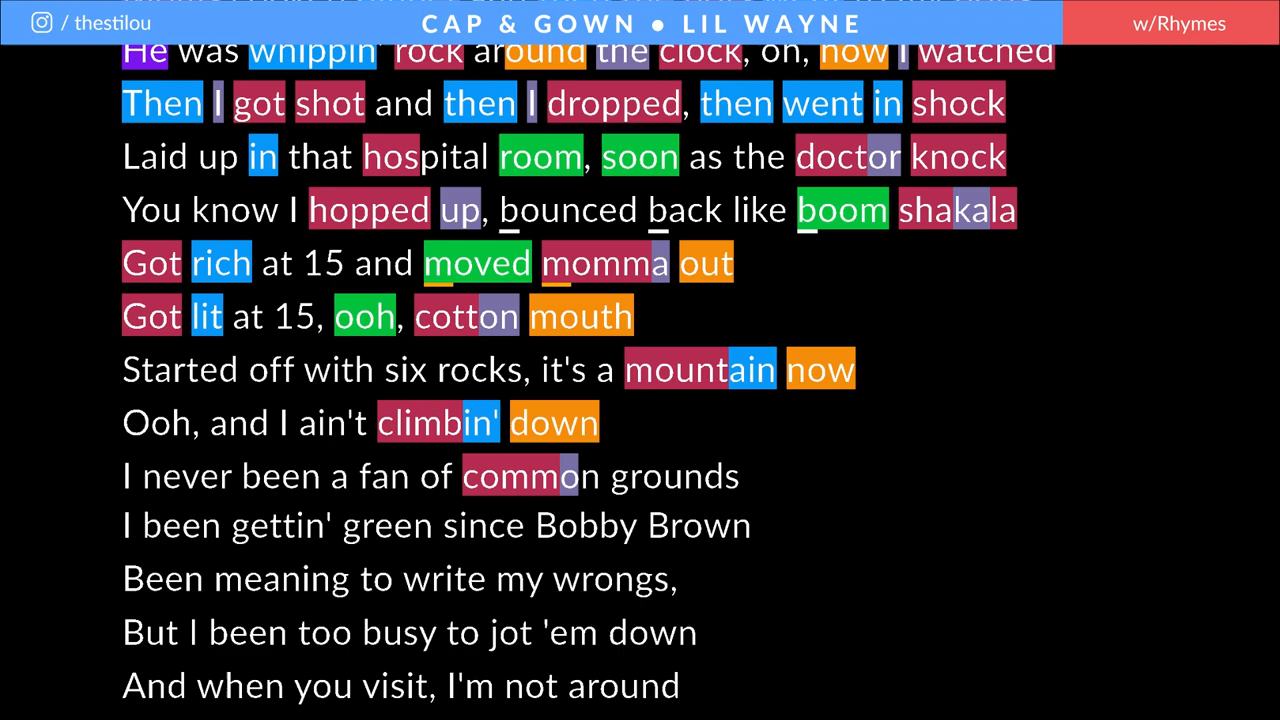 / thestilou
CAP & GOWN ● LIL WAYNE
w/Rhymes
He was whippin' rock around the clock, oh, now I watched
Then I got shot and then I dropped, then went in shock
Laid up in that hospital room, soon as the doctor knock
You know I hopped up, bounced back like boom shakala
Got rich at 15 and moved momma out
Got lit at 15, ooh, cotton mouth
Started off with six rocks, it's a mountain now
Ooh, and I ain't climbin' down
I never been a fan of common grounds
I been gettin' green since Bobby Brown
Been meaning to write my wrongs,
But I been too busy to jot 'em down
And when you visit, I'm not around